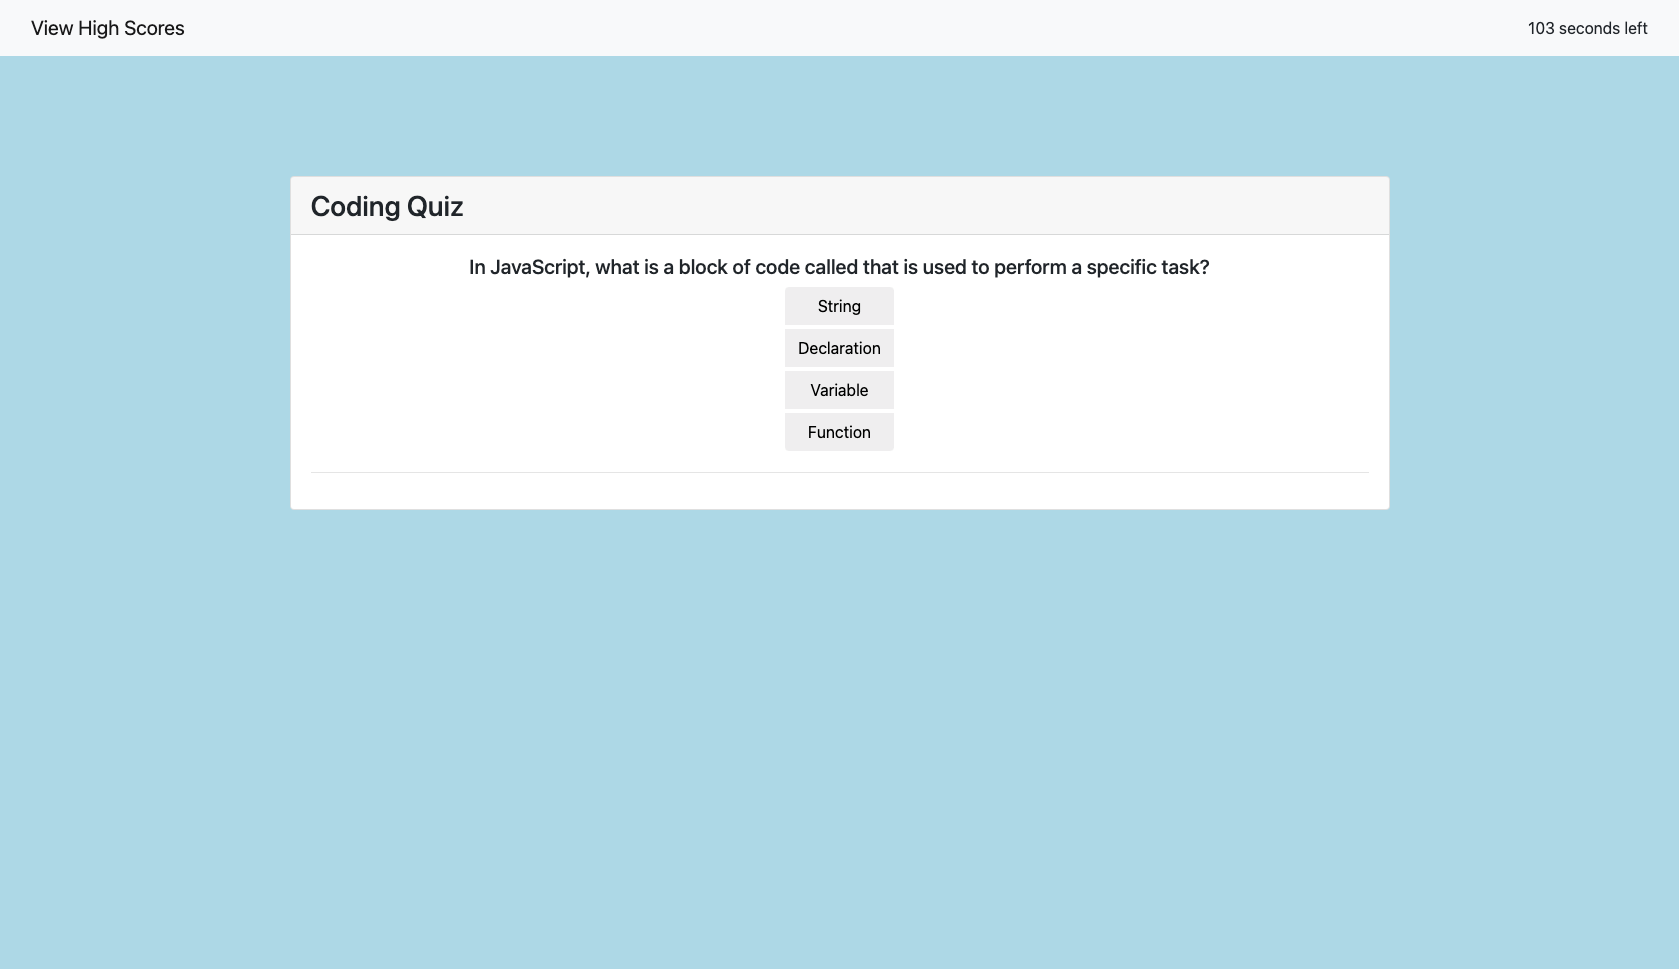 View High Scores
103 seconds left
Coding Quiz
In JavaScript, what is a block of code called that is used to perform a specific task?
String
Declaration
Variable
Function